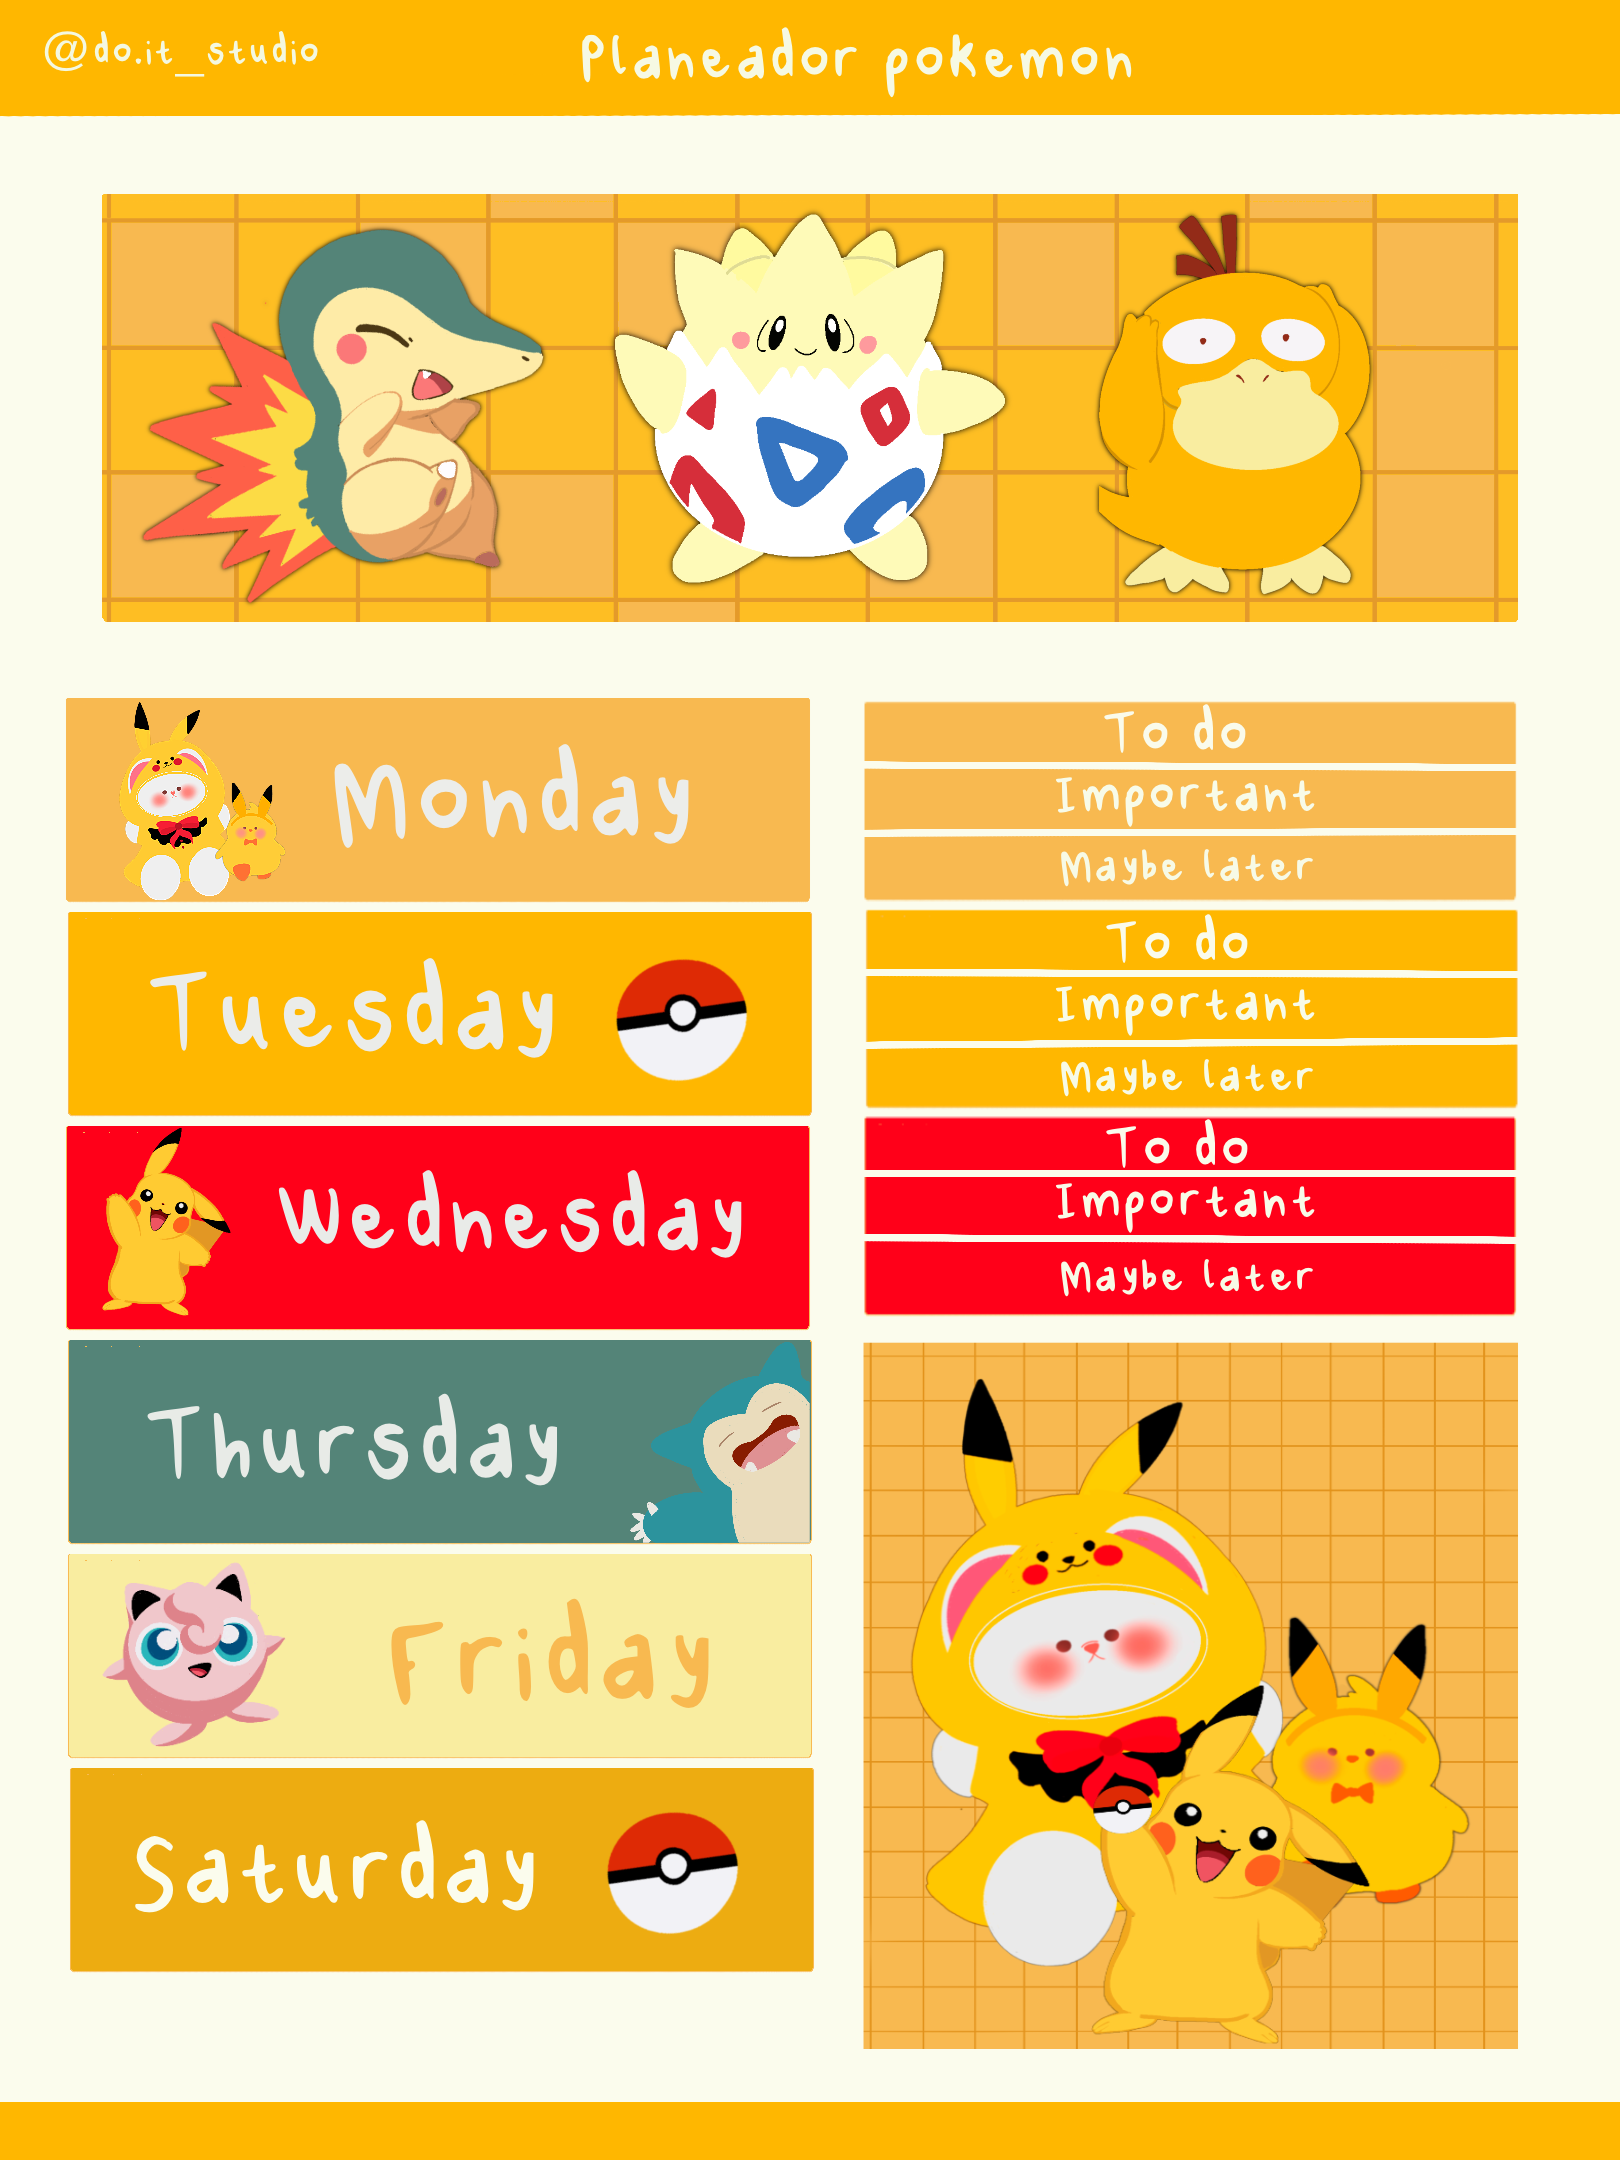 @do.it_studio
Planeador pokemon
Monday
Tuesday
Wednesday
Thursday
Friday
Saturday
To do
Important
Maybe later
To do
Important
Maybe later
To do
Important
Maybe later